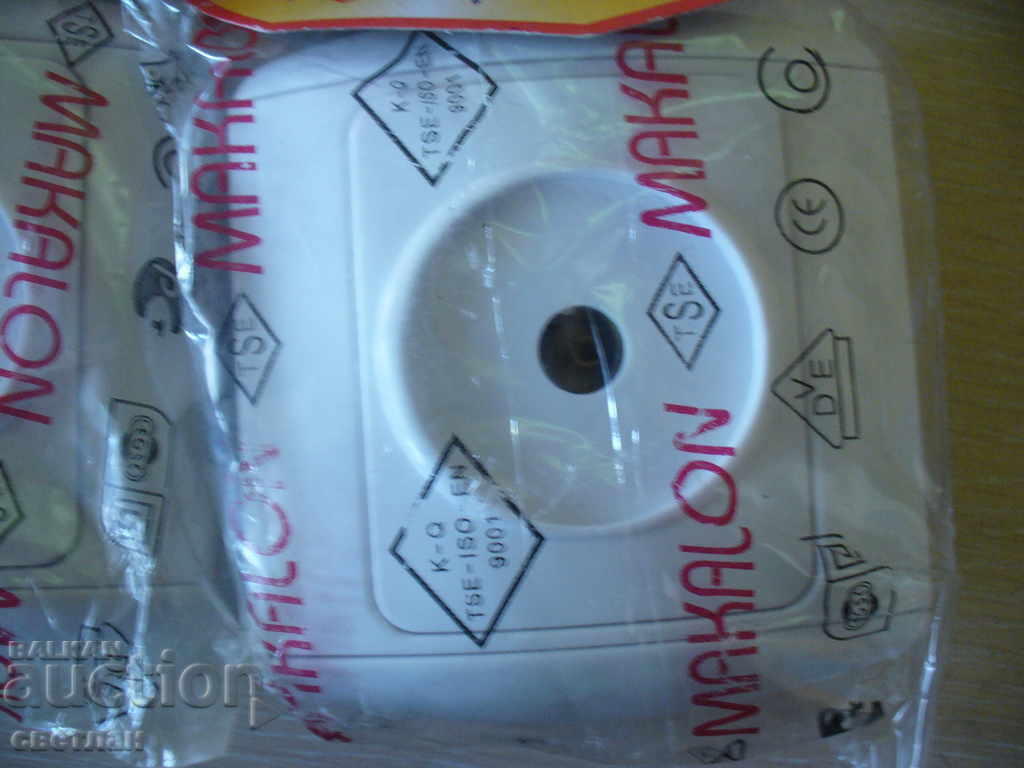 MAKALON
MAKALON
MAKALON
TSE
K-Q
TSE-ISO-EN
9001
TSE
CE
VDE
MAKALON
K-Q
TSE-ISO-EN
9001
BALKAN
auction
светлан